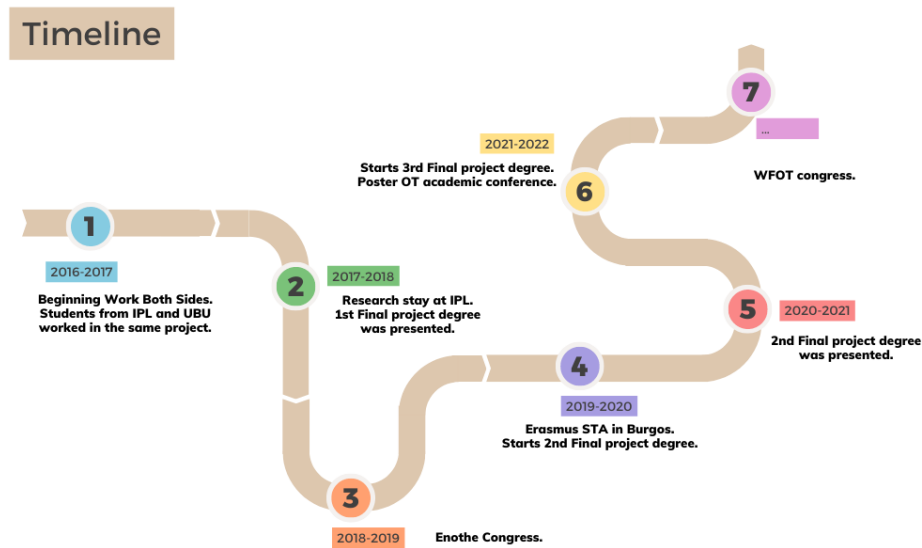 Timeline
1
2016-2017
Beginning Work Both Sides.
Students from IPL and UBU
worked in the same project.
2
2017-2018
Research stay at IPL.
1st Final project degree
was presented.
3
2018-2019
Enothe Congress.
4
2019-2020
Erasmus STA in Burgos.
Starts 2nd Final project degree.
5
2020-2021
2nd Final project degree
was presented.
6
2021-2022
Starts 3rd Final project degree.
Poster OT academic conference.
7
...
WFOT congress.